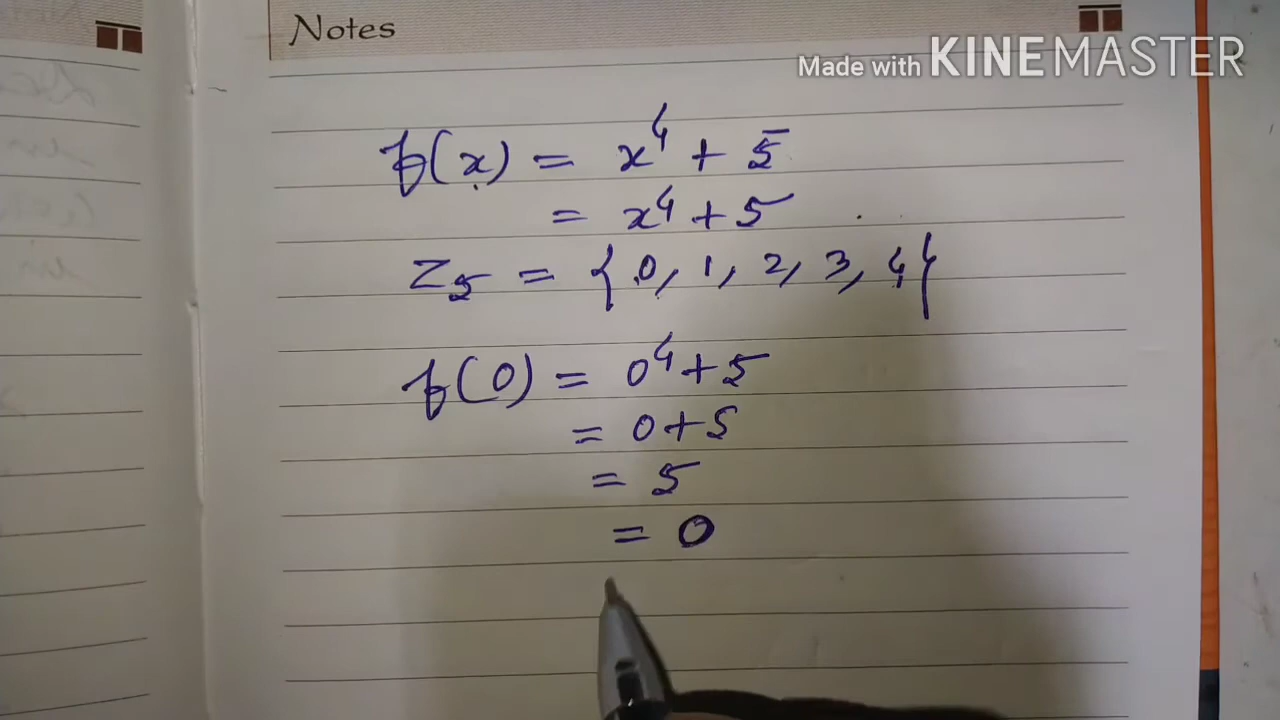 Notes
Made with KINEMASTER
f(x) = x⁴ + 5
= x⁴ + 5
Z₅ = {0, 1, 2, 3, 4}
f(0) = 0⁴ + 5
= 0 + 5
= 5
= 0